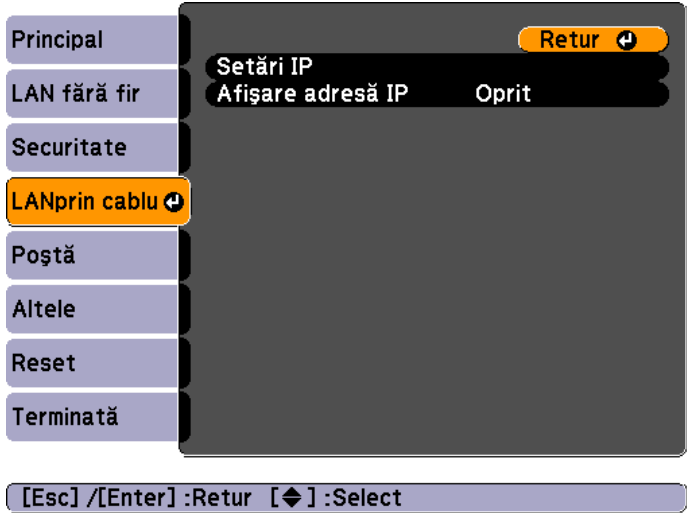 Principal
LAN fără fir
Securitate
LANprin cablu
Poştă
Altele
Reset
Terminată
Retur
Setări IP
Afişare adresă IP Oprit
[Esc] /[Enter] :Retur [◆] :Select